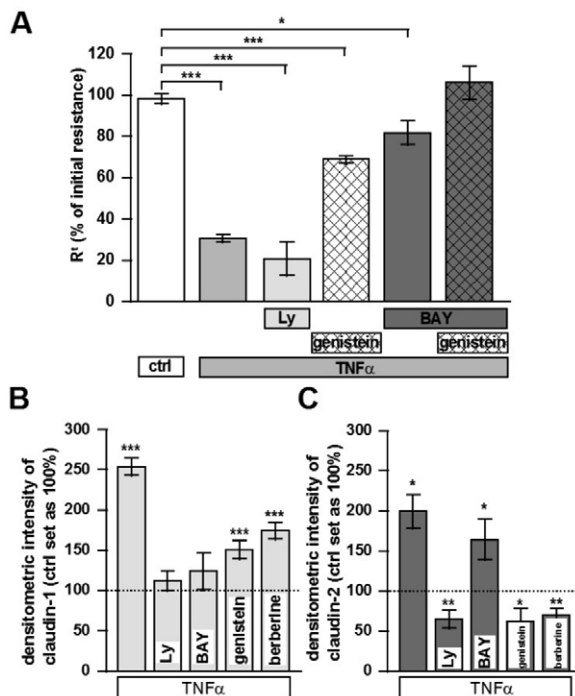 A
R¹ (% of initial resistance)
120
100
80
60
40
20
0
*
***
***
***
Ly
BAY
genistein
genistein
ctrl
TNFα
B
densitometric intensity of
claudin-1 (ctrl set as 100%)
300
250
200
150
100
50
0
***
***
***
Ly
BAY
genistein
berberine
TNFα
C
densitometric intensity of
claudin-2 (ctrl set as 100%)
300
250
200
150
100
50
0
*
**
*
*
**
Ly
BAY
genistein
berberine
TNFα